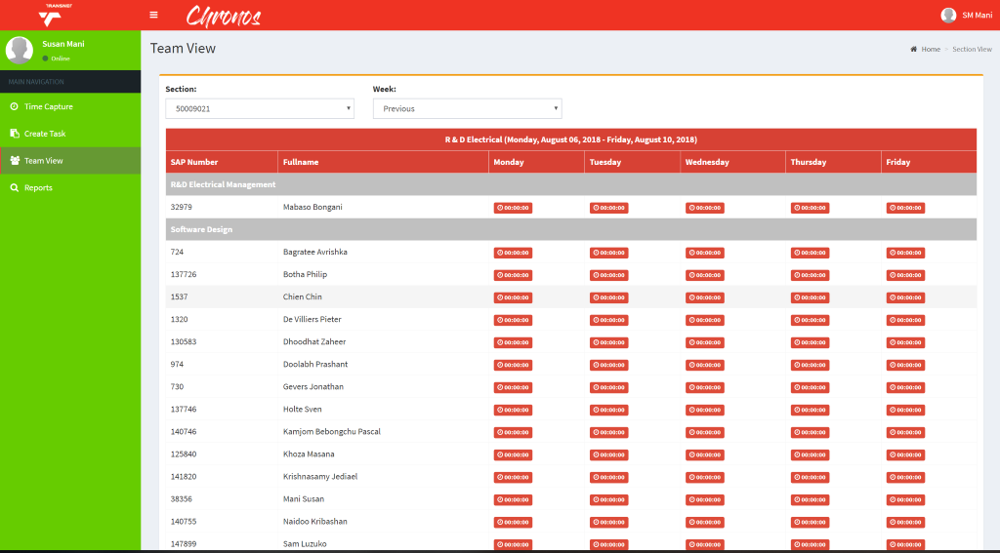 TRANSNET
Chronos
SM Mani
Susan Mani
Online
MAIN NAVIGATION
Time Capture
Create Task
Team View
Reports
Team View
Home > Section View
Section: Week:
50009021 Previous
R & D Electrical (Monday, August 06, 2018 - Friday, August 10, 2018)
SAP Number Fullname Monday Tuesday Wednesday Thursday Friday
R&D Electrical Management
32979 Mabaso Bongani 00:00:00 00:00:00 00:00:00 00:00:00 00:00:00
Software Design
724 Bagratee Avrishka 00:00:00 00:00:00 00:00:00 00:00:00 00:00:00
137726 Botha Philip 00:00:00 00:00:00 00:00:00 00:00:00 00:00:00
1537 Chien Chin 00:00:00 00:00:00 00:00:00 00:00:00 00:00:00
1320 De Villiers Pieter 00:00:00 00:00:00 00:00:00 00:00:00 00:00:00
130583 Dhoodhat Zaheer 00:00:00 00:00:00 00:00:00 00:00:00 00:00:00
974 Doolabh Prashant 00:00:00 00:00:00 00:00:00 00:00:00 00:00:00
730 Gevers Jonathan 00:00:00 00:00:00 00:00:00 00:00:00 00:00:00
137746 Holte Sven 00:00:00 00:00:00 00:00:00 00:00:00 00:00:00
140746 Kamjom Bebongchu Pascal 00:00:00 00:00:00 00:00:00 00:00:00 00:00:00
125840 Khoza Masana 00:00:00 00:00:00 00:00:00 00:00:00 00:00:00
141820 Krishnasamy Jediael 00:00:00 00:00:00 00:00:00 00:00:00 00:00:00
38356 Mani Susan 00:00:00 00:00:00 00:00:00 00:00:00 00:00:00
140755 Naidoo Kribashan 00:00:00 00:00:00 00:00:00 00:00:00 00:00:00
147899 Sam Luzuko 00:00:00 00:00:00 00:00:00 00:00:00 00:00:00